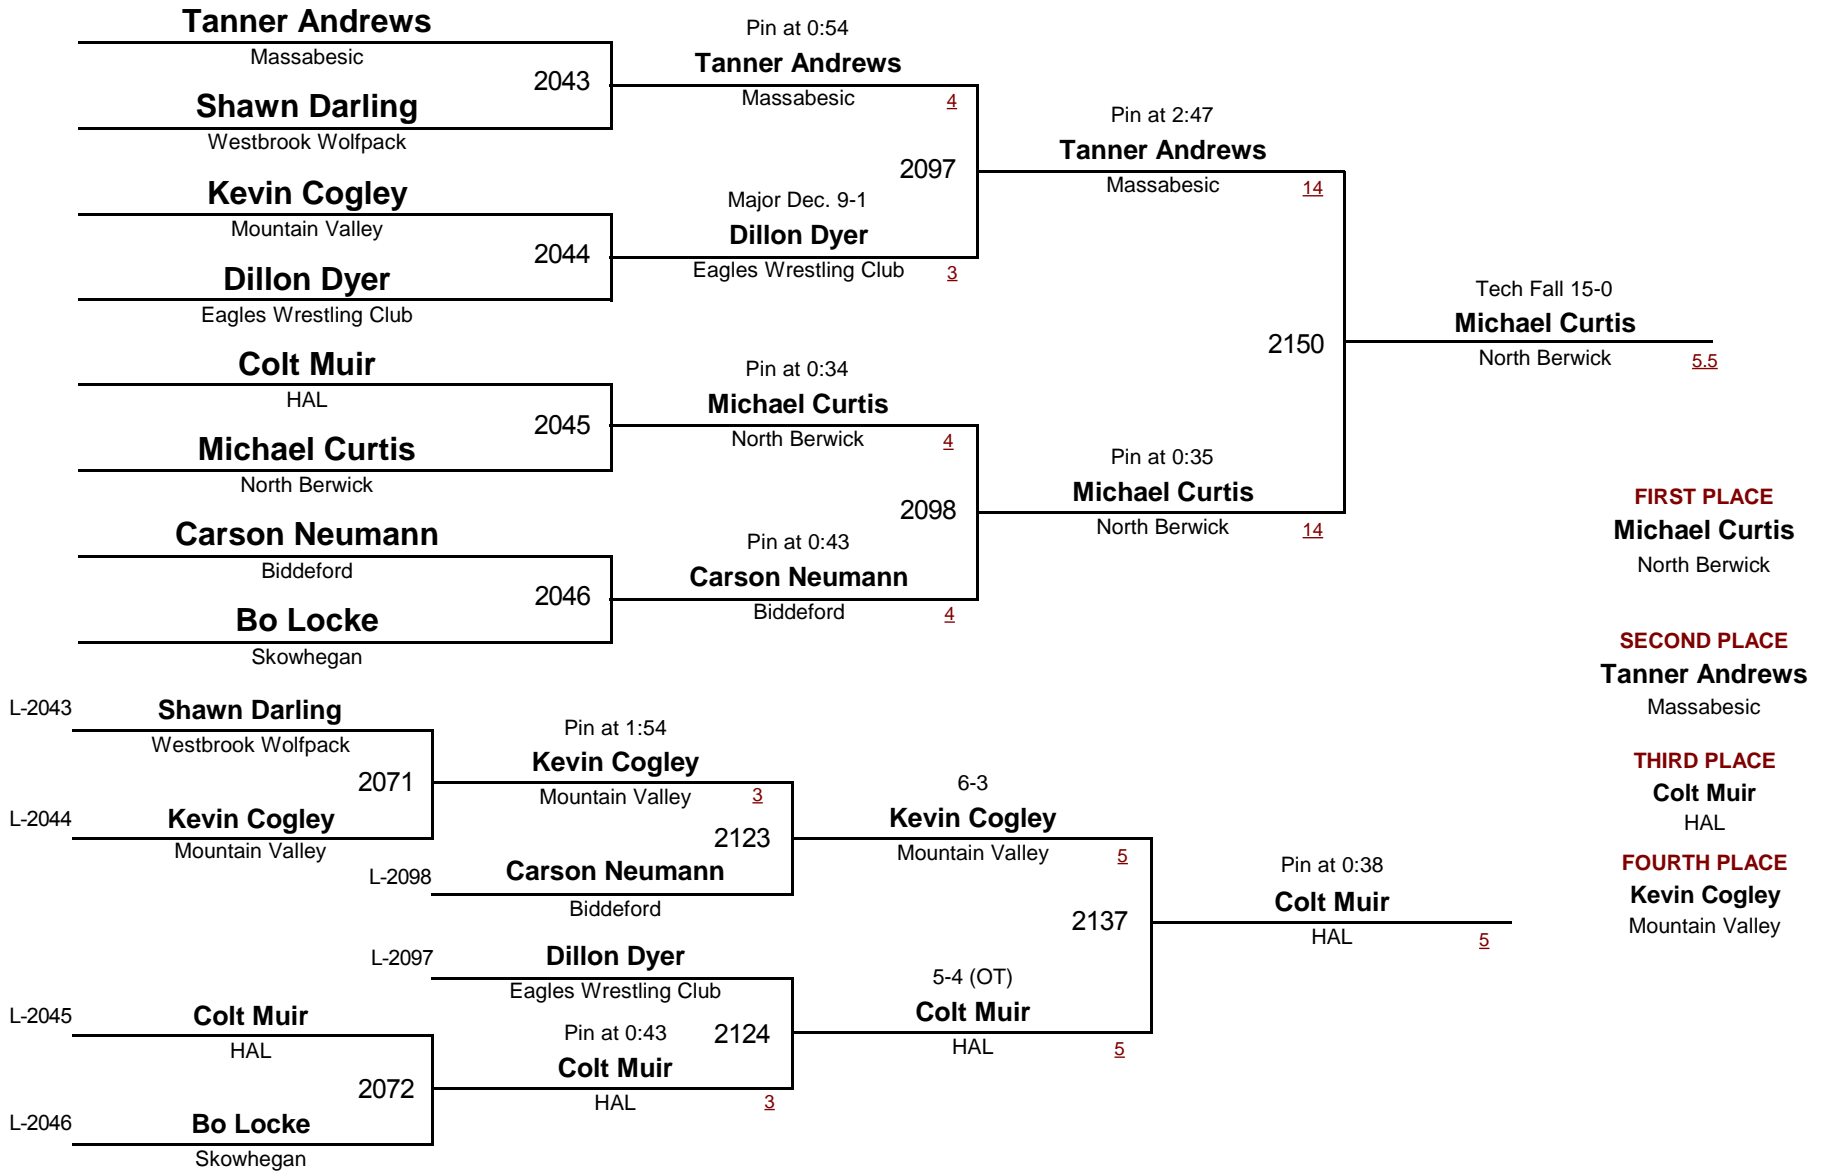 Tanner Andrews
Massabesic
2043
Shawn Darling
Westbrook Wolfpack
Kevin Cogley
Mountain Valley
2044
Dillon Dyer
Eagles Wrestling Club
Colt Muir
HAL
2045
Michael Curtis
North Berwick
Carson Neumann
Biddeford
2046
Bo Locke
Skowhegan
Pin at 0:54
Tanner Andrews
Massabesic 4
2097
Major Dec. 9-1
Dillon Dyer
Eagles Wrestling Club 3
Pin at 0:34
Michael Curtis
North Berwick 4
2098
Pin at 0:43
Carson Neumann
Biddeford 4
Pin at 2:47
Tanner Andrews
Massabesic 14
2150
Pin at 0:35
Michael Curtis
North Berwick 14
Tech Fall 15-0
Michael Curtis
North Berwick 5.5
FIRST PLACE
Michael Curtis
North Berwick
SECOND PLACE
Tanner Andrews
Massabesic
THIRD PLACE
Colt Muir
HAL
FOURTH PLACE
Kevin Cogley
Mountain Valley
L-2043 Shawn Darling
Westbrook Wolfpack
2071
L-2044 Kevin Cogley
Mountain Valley
Pin at 1:54
Kevin Cogley
Mountain Valley 3
2123
L-2098 Carson Neumann
Biddeford
L-2097 Dillon Dyer
Eagles Wrestling Club
2124
L-2045 Colt Muir
HAL
2072
L-2046 Bo Locke
Skowhegan
Pin at 0:43
Colt Muir
HAL 3
6-3
Kevin Cogley
Mountain Valley 5
2137
5-4 (OT)
Colt Muir
HAL 5
Pin at 0:38
Colt Muir
HAL 5